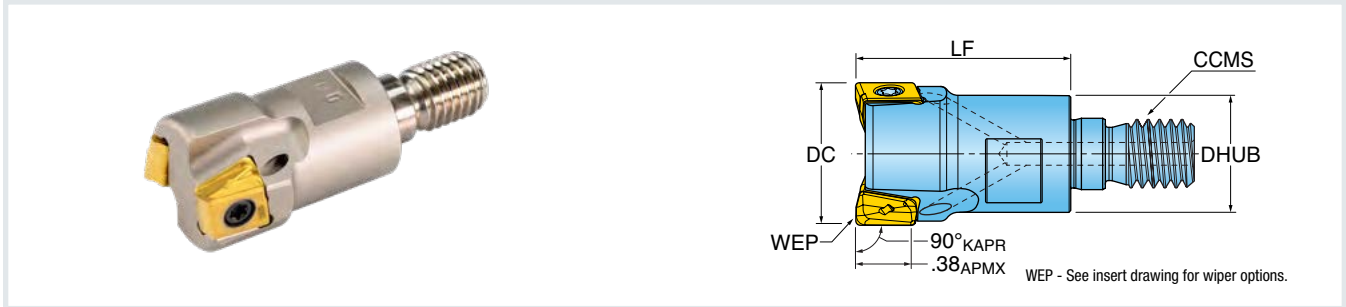 LF
CCMS
DC
DHUB
WEP
90°KAPR
.38APMX
WEP - See insert drawing for wiper options.